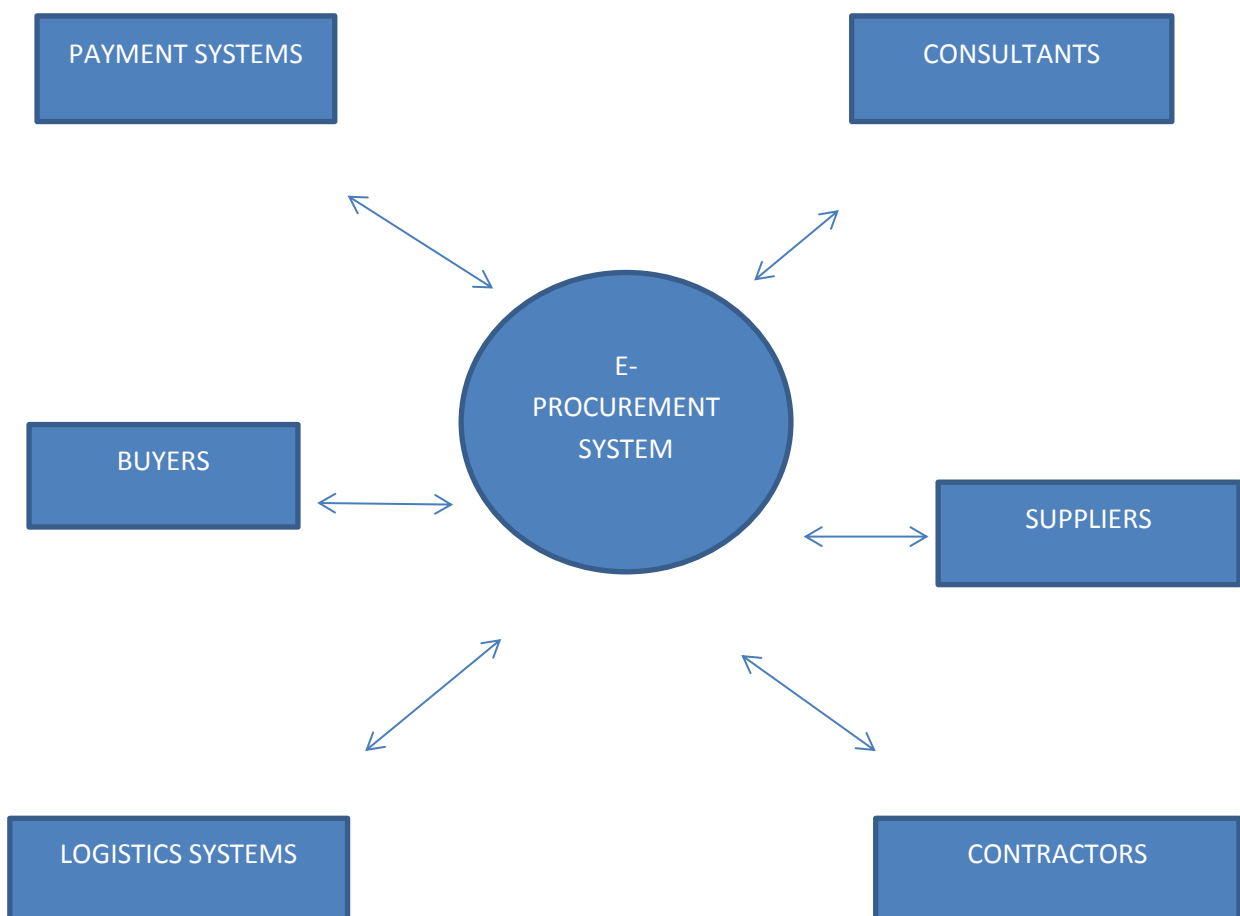 PAYMENT SYSTEMS
CONSULTANTS
E-
PROCUREMENT
SYSTEM
BUYERS
SUPPLIERS
LOGISTICS SYSTEMS
CONTRACTORS